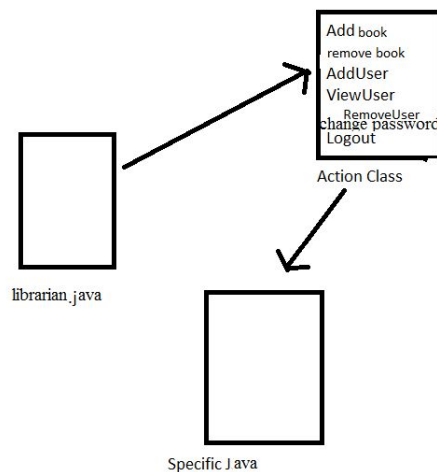 Add book
remove book
AddUser
ViewUser
RemoveUser
change password
Logout
Action Class
librarian.java
Specific Java